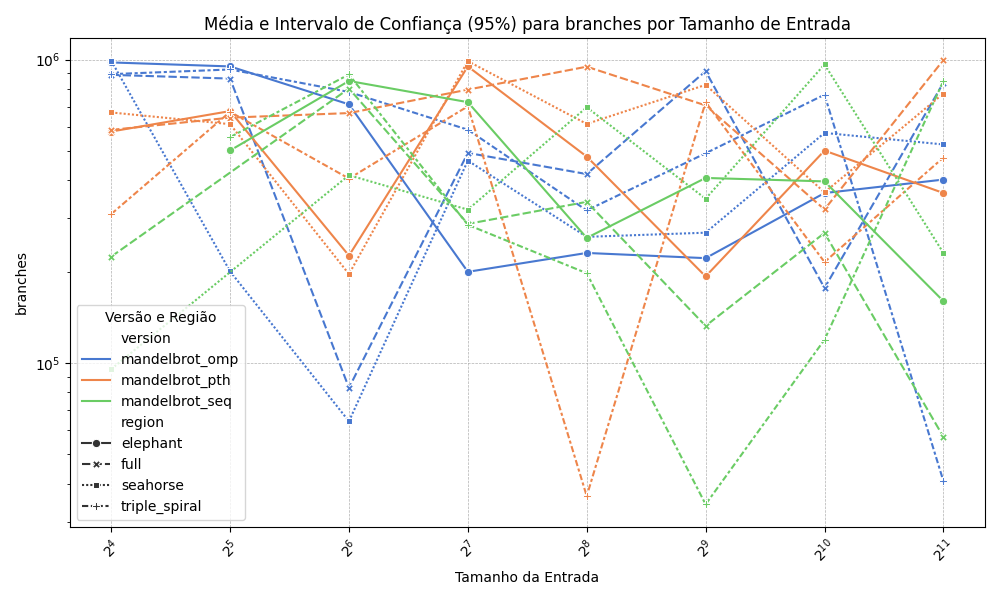 Média e Intervalo de Confiança (95%) para branches por Tamanho de Entrada
branches
10⁶
10⁵
Versão e Região
version
mandelbrot_omp
mandelbrot_pth
mandelbrot_seq
region
elephant
full
seahorse
triple_spiral
2⁴
2⁵
2⁶
2⁷
2⁸
2⁹
2¹⁰
2¹¹
Tamanho da Entrada